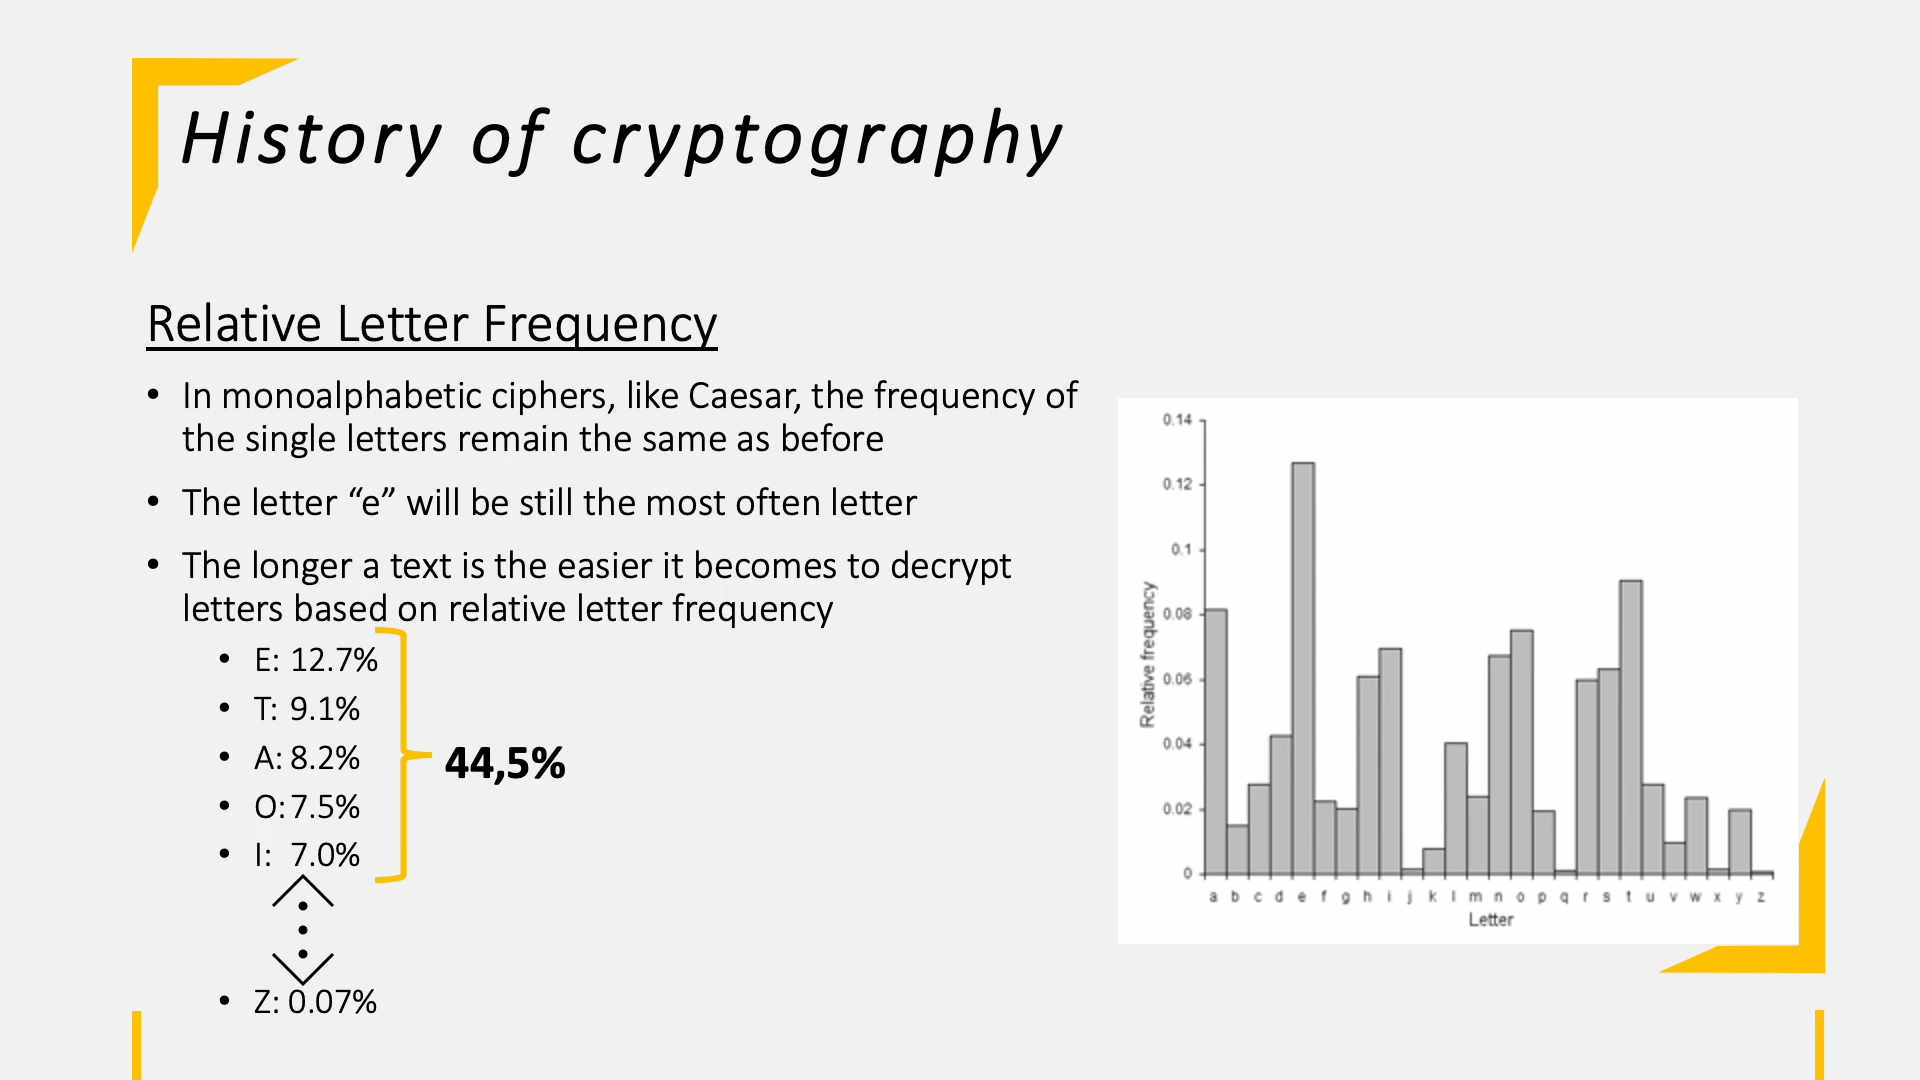 History of cryptography
Relative Letter Frequency
• In monoalphabetic ciphers, like Caesar, the frequency of
the single letters remain the same as before
• The letter “e” will be still the most often letter
• The longer a text is the easier it becomes to decrypt
letters based on relative letter frequency
• E: 12.7%
• T: 9.1%
• A: 8.2%
• O: 7.5%
• I: 7.0%
44,5%
• Z: 0.07%
0.14
0.12
0.1
0.08
0.06
0.04
0.02
0
Relative frequency
a b c d e f g h i j k l m n o p q r s t u v w x y z
Letter